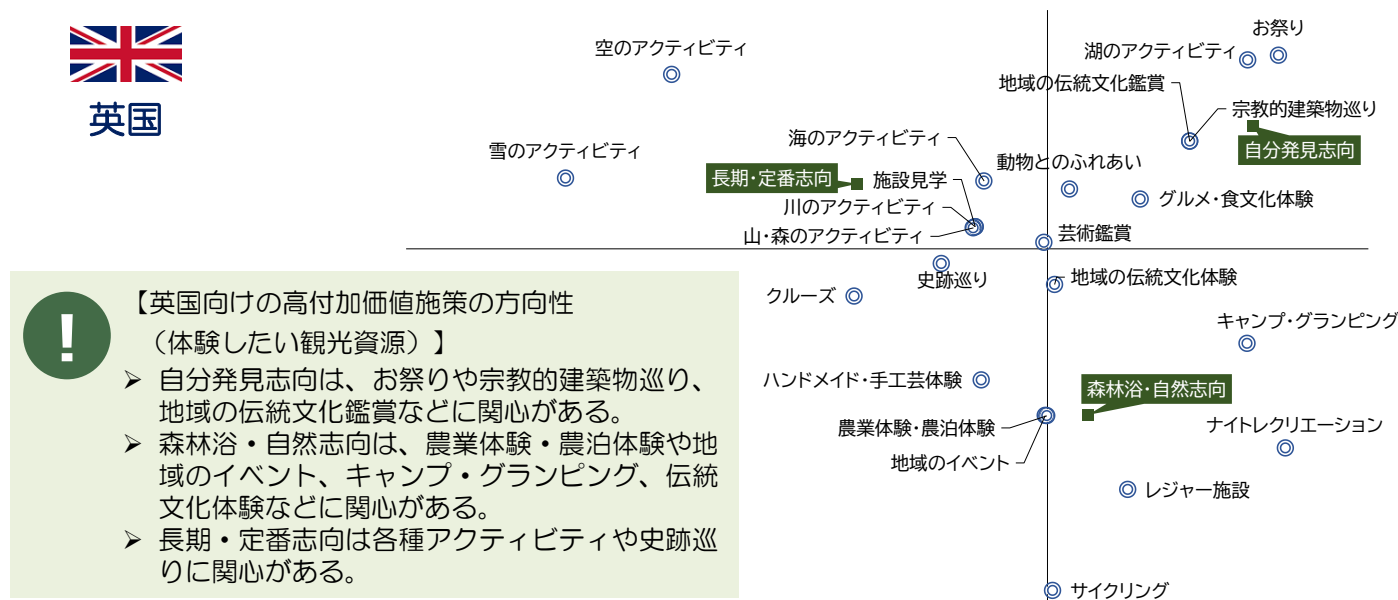 英国
お祭り
空のアクティビティ
湖のアクティビティ
地域の伝統文化鑑賞
宗教的建築物巡り
自分発見志向
海のアクティビティ
雪のアクティビティ
動物とのふれあい
長期・定番志向
施設見学
グルメ・食文化体験
川のアクティビティ
山・森のアクティビティ
芸術鑑賞
史跡巡り
地域の伝統文化体験
クルーズ
キャンプ・グランピング
ハンドメイド・手工芸体験
森林浴・自然志向
農業体験・農泊体験
ナイトレクリエーション
地域のイベント
レジャー施設
サイクリング
!
【英国向けの高付加価値施策の方向性
（体験したい観光資源）】
➢ 自分発見志向は、お祭りや宗教的建築物巡り、
地域の伝統文化鑑賞などに関心がある。
➢ 森林浴・自然志向は、農業体験・農泊体験や地
域のイベント、キャンプ・グランピング、伝統
文化体験などに関心がある。
➢ 長期・定番志向は各種アクティビティや史跡巡
りに関心がある。